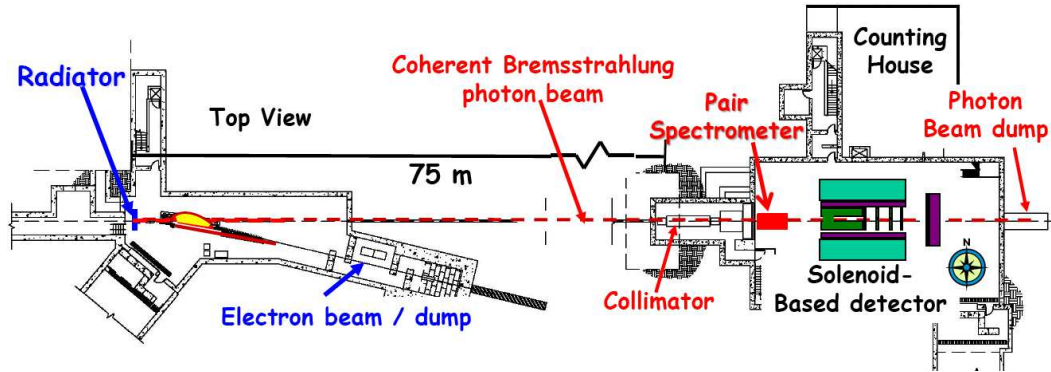 Radiator
Top View
75 m
Coherent Bremsstrahlung
photon beam
Pair
Spectrometer
Counting
House
Photon
Beam dump
N
Solenoid-
Based detector
Collimator
Electron beam / dump